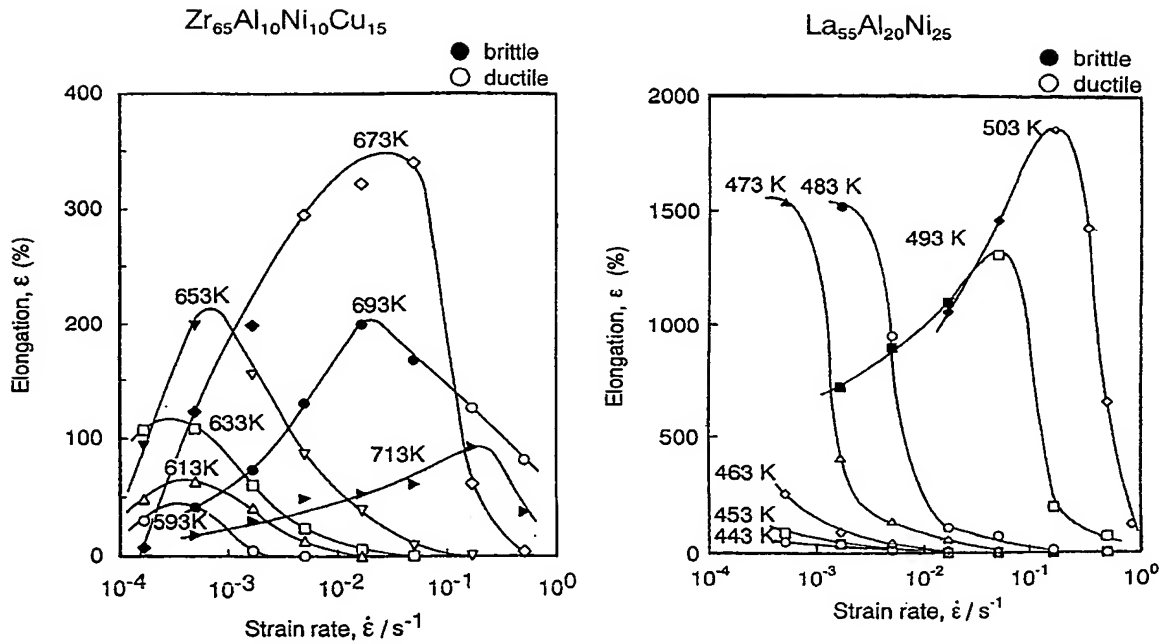 Zr65Al10Ni10Cu15
● brittle
○ ductile
400
300
200
100
0
Elongation, ε (%)
673K
653K
693K
633K
713K
613K
593K
10⁻⁴
10⁻³
10⁻²
10⁻¹
10⁰
Strain rate, ε̇ / s⁻¹
La55Al20Ni25
● brittle
○ ductile
2000
1500
1000
500
0
Elongation, ε (%)
503 K
473 K
483 K
493 K
463 K
453 K
443 K
10⁻⁴
10⁻³
10⁻²
10⁻¹
10⁰
Strain rate, ε̇ / s⁻¹